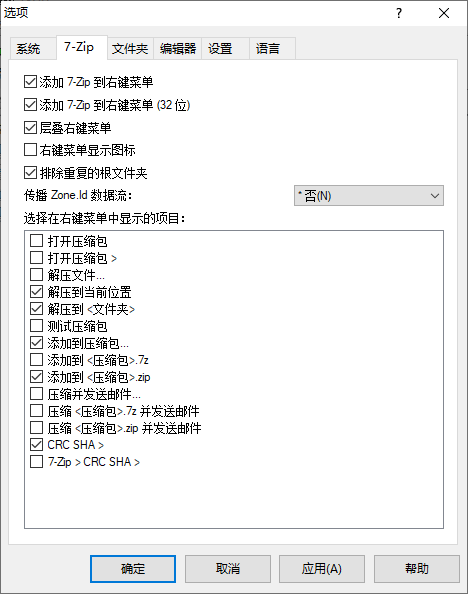 选项
系统 7-Zip 文件夹 编辑器 设置 语言
添加 7-Zip 到右键菜单
添加 7-Zip 到右键菜单 (32 位)
层叠右键菜单
右键菜单显示图标
排除重复的根文件夹
传播 Zone.Id 数据流： * 否(N)
选择在右键菜单中显示的项目：
打开压缩包
打开压缩包 >
解压文件...
解压到当前位置
解压到 <文件夹>
测试压缩包
添加到压缩包...
添加到 <压缩包>.7z
添加到 <压缩包>.zip
压缩并发送邮件...
压缩 <压缩包>.7z 并发送邮件
压缩 <压缩包>.zip 并发送邮件
CRC SHA >
7-Zip > CRC SHA >
确定 取消 应用(A) 帮助